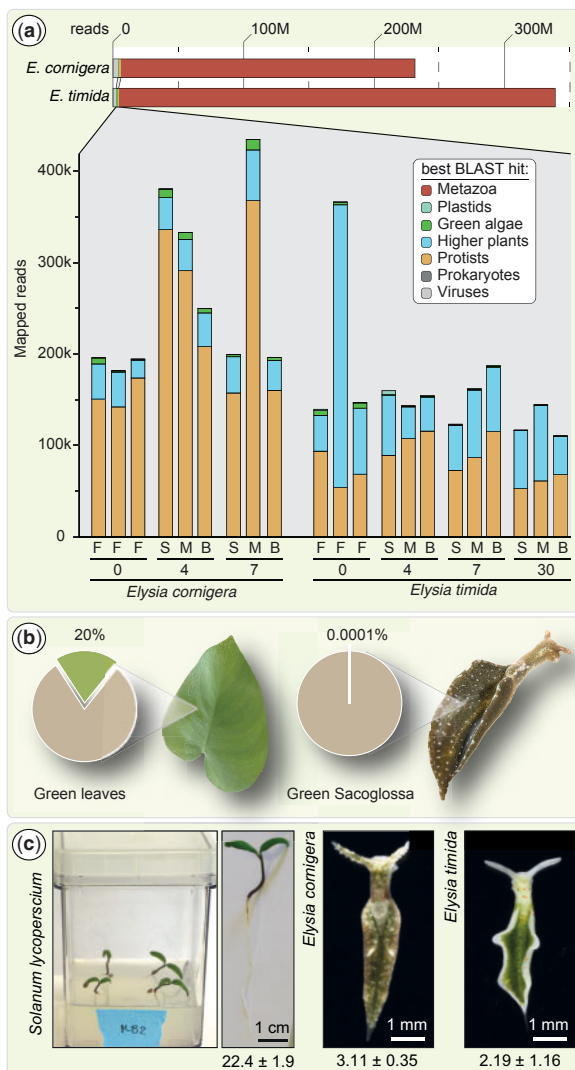 (a)
reads 0 100M 200M 300M
E. cornigera
E. timida
best BLAST hit:
Metazoa
Plastids
Green algae
Higher plants
Protists
Prokaryotes
Viruses
Mapped reads
400k
300k
200k
100k
0
F F F S M B S M B F F F S M B S M B S M B
0 4 7 0 4 7 30
Elysia cornigera Elysia timida
(b)
20% 0.0001%
Green leaves Green Sacoglossa
(c)
Solanum lycoperscium
Elysia cornigera
Elysia timida
M-B2
1 cm 1 mm 1 mm
22.4 ± 1.9 3.11 ± 0.35 2.19 ± 1.16